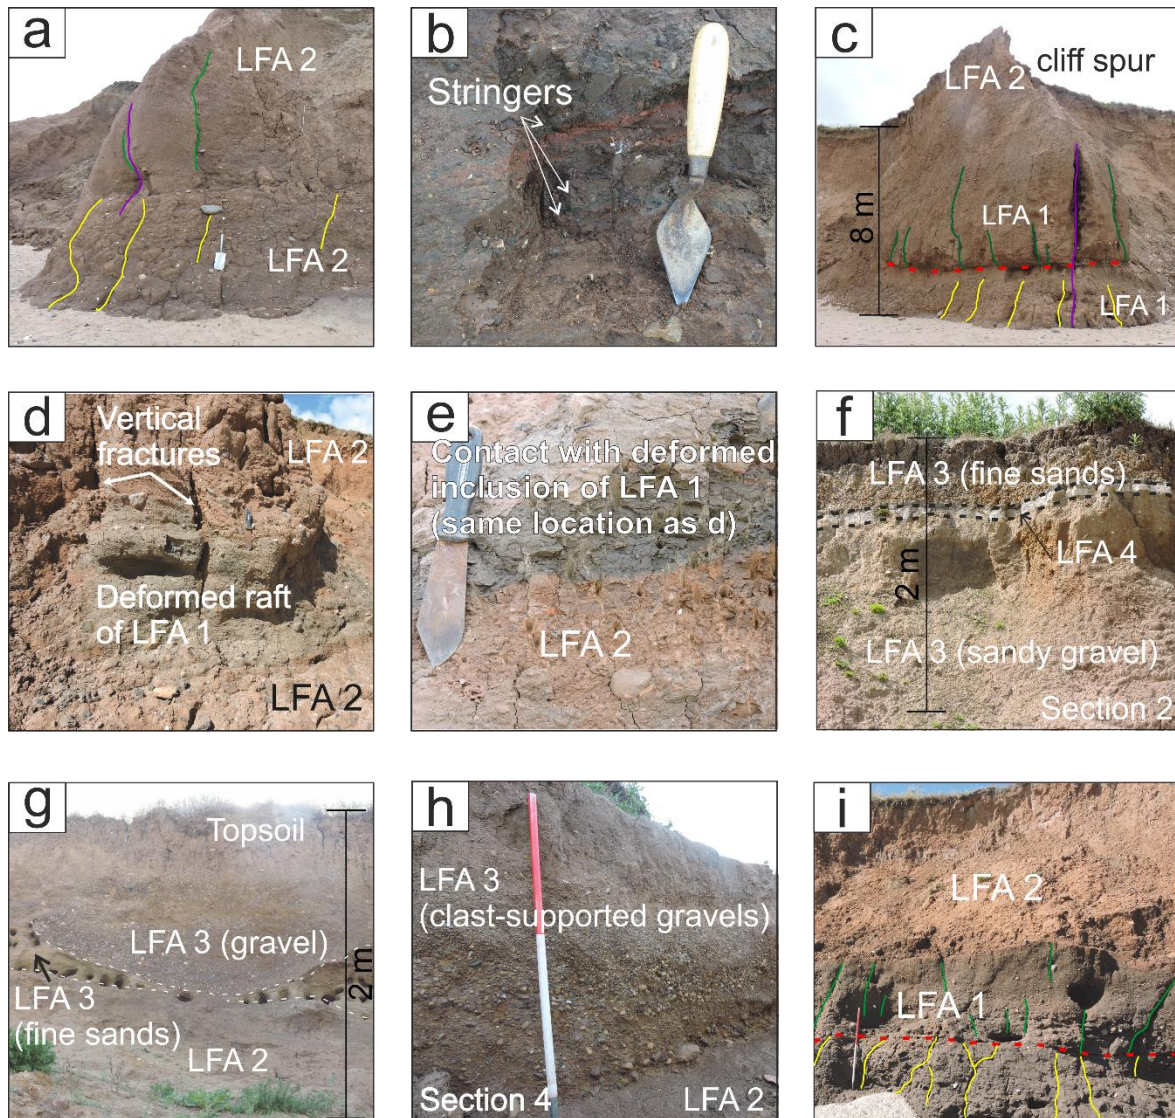 a
LFA 2
LFA 2
b
Stringers
c
LFA 2
cliff spur
8 m
LFA 1
LFA 1
d
Vertical
fractures
LFA 2
Deformed raft
of LFA 1
LFA 2
e
Contact with deformed
inclusion of LFA 1
(same location as d)
LFA 2
f
LFA 3 (fine sands)
LFA 4
2 m
LFA 3 (sandy gravel)
Section 2
g
Topsoil
LFA 3 (gravel)
2 m
LFA 3
(fine sands)
LFA 2
h
LFA 3
(clast-supported gravels)
Section 4
LFA 2
i
LFA 2
LFA 1